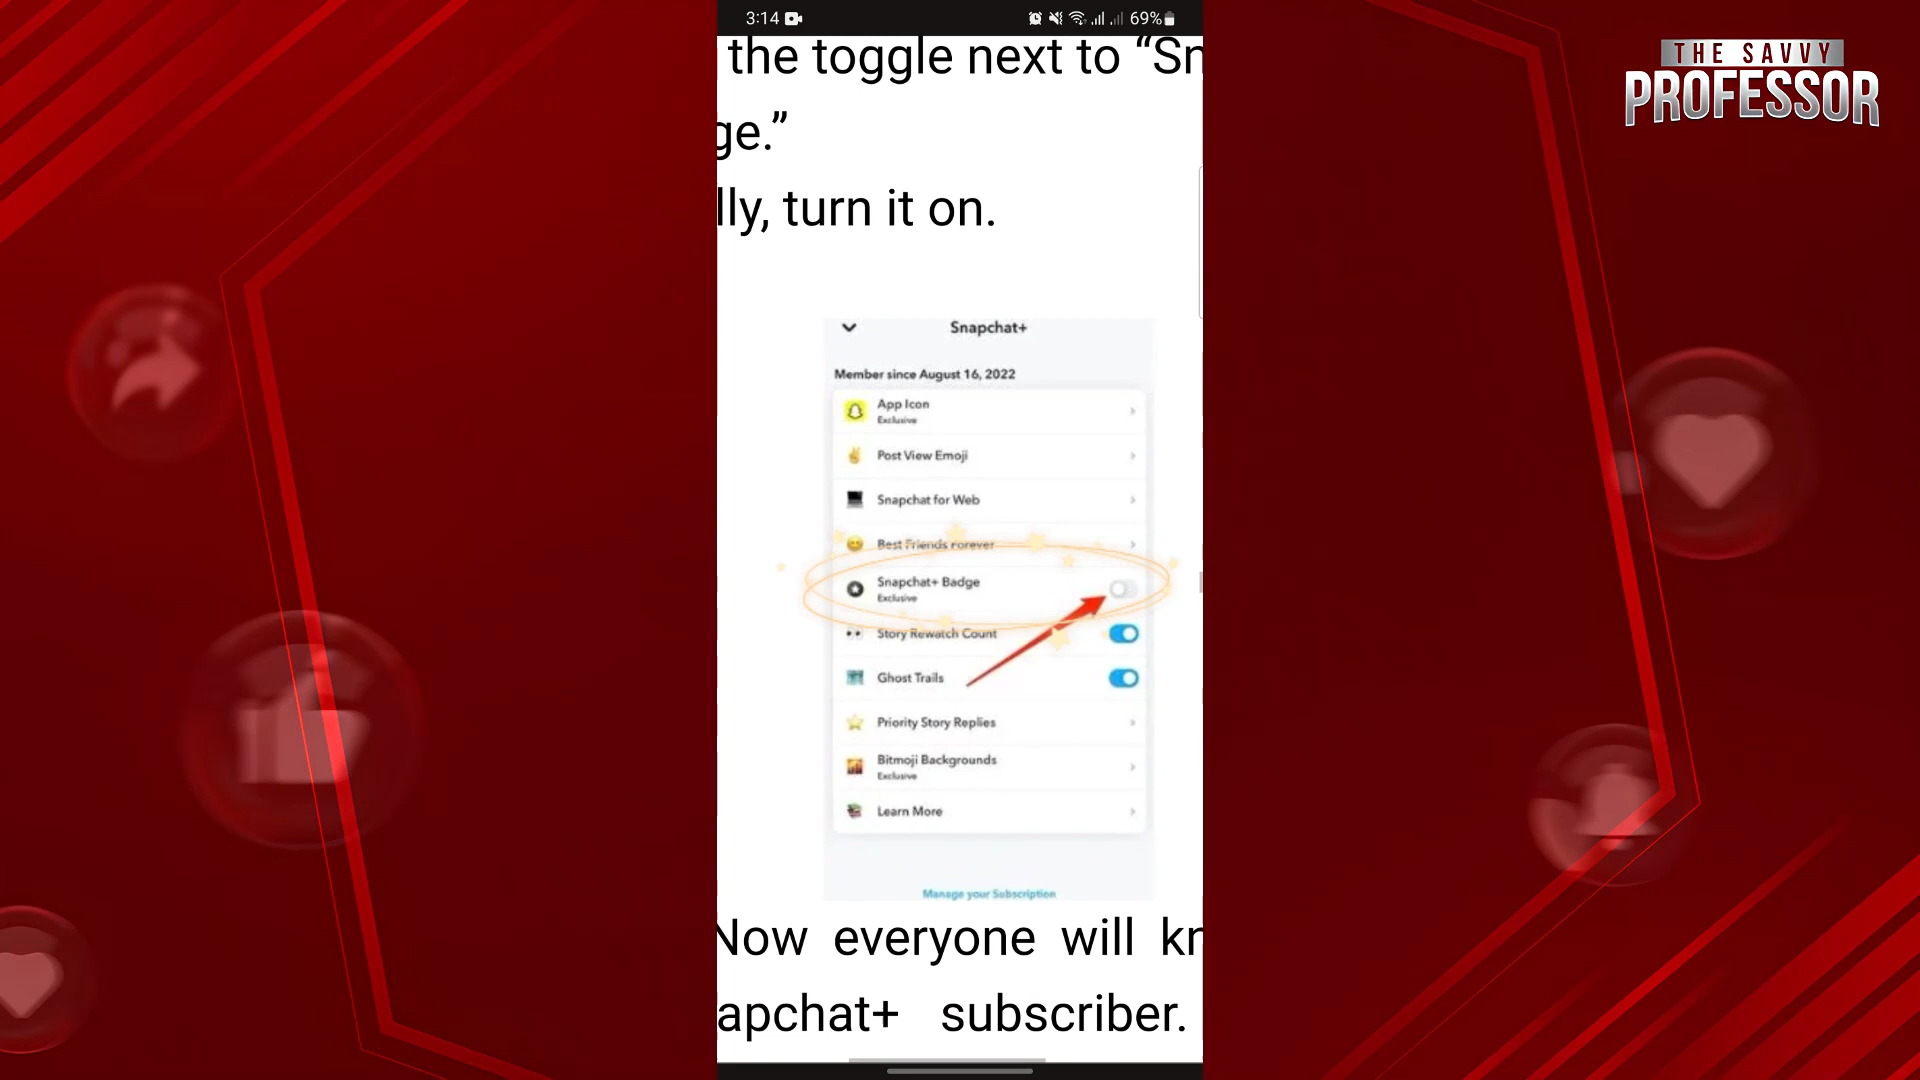 3:14
69%
THE SAVVY
PROFESSOR
the toggle next to “Sn
ge.”
lly, turn it on.
Snapchat+
Member since August 16, 2022
App Icon
Exclusive
Post View Emoji
Snapchat for Web
Best Friends Forever
Snapchat+ Badge
Exclusive
Story Rewatch Count
Ghost Trails
Priority Story Replies
Bitmoji Backgrounds
Exclusive
Learn More
Manage your Subscription
Now everyone will kn
apchat+ subscriber.